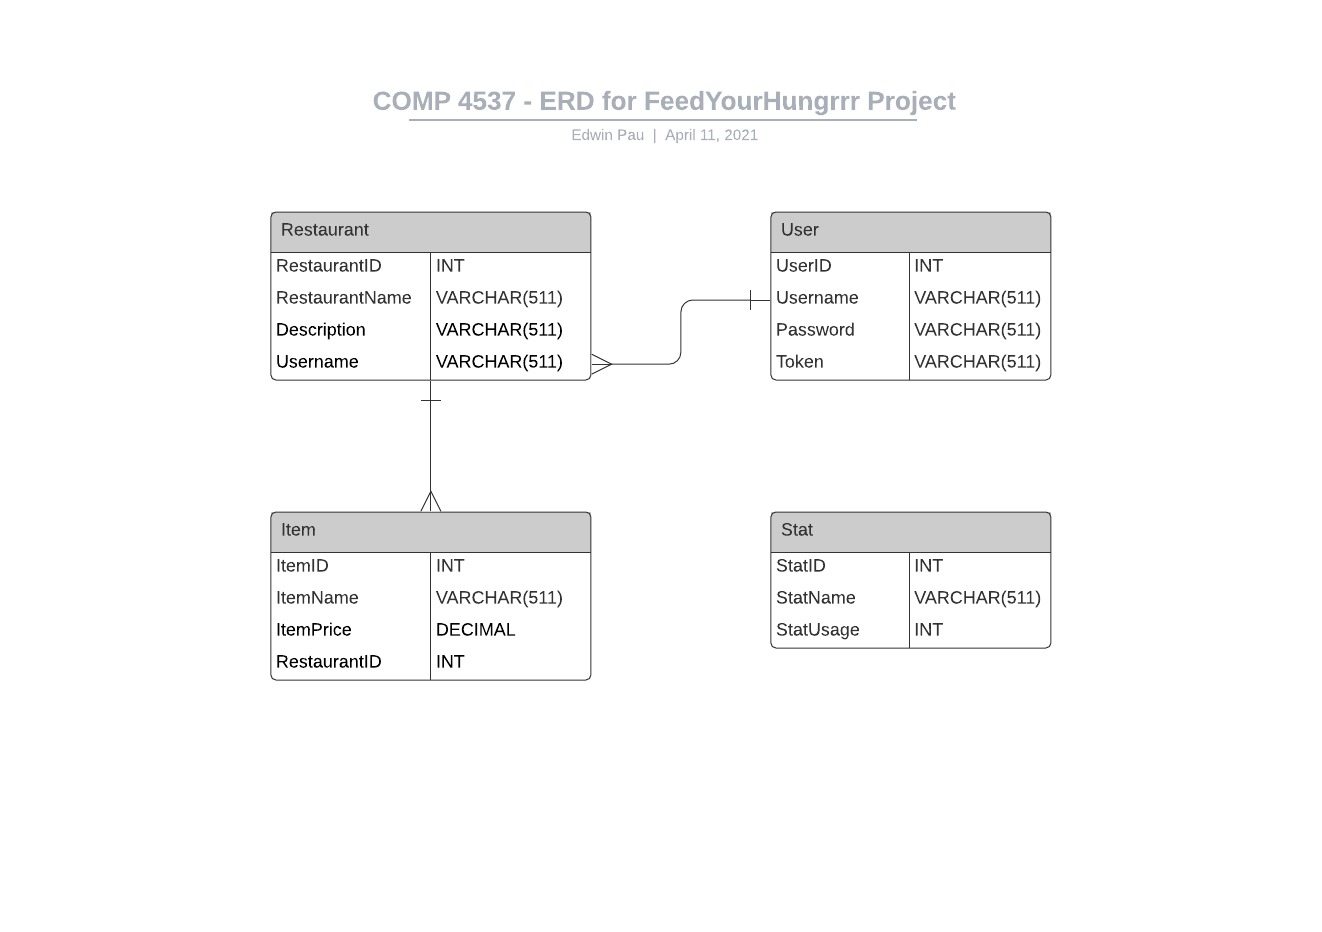 COMP 4537 - ERD for FeedYourHungrrr Project
Edwin Pau | April 11, 2021
Restaurant
RestaurantID INT
RestaurantName VARCHAR(511)
Description VARCHAR(511)
Username VARCHAR(511)
User
UserID INT
Username VARCHAR(511)
Password VARCHAR(511)
Token VARCHAR(511)
Item
ItemID INT
ItemName VARCHAR(511)
ItemPrice DECIMAL
RestaurantID INT
Stat
StatID INT
StatName VARCHAR(511)
StatUsage INT